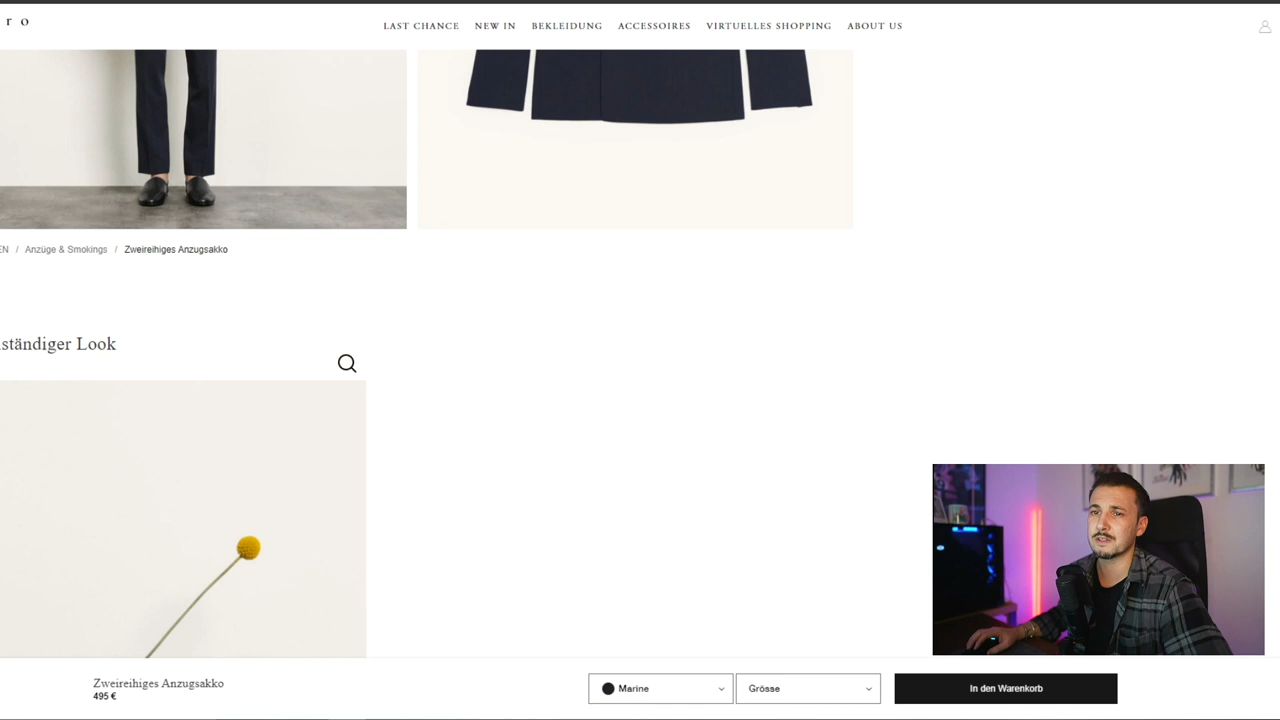 r o
LAST CHANCE NEW IN BEKLEIDUNG ACCESSOIRES VIRTUELLES SHOPPING ABOUT US
EN / Anzüge & Smokings / Zweireihiges Anzugsakko
ständiger Look
Zweireihiges Anzugsakko
495 €
Marine
Grösse
In den Warenkorb